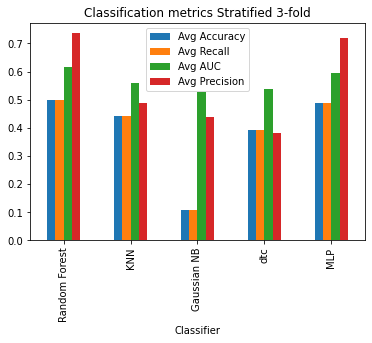 Classification metrics Stratified 3-fold
Avg Accuracy
Avg Recall
Avg AUC
Avg Precision
0.7
0.6
0.5
0.4
0.3
0.2
0.1
0.0
Random Forest
KNN
Gaussian NB
dtc
MLP
Classifier